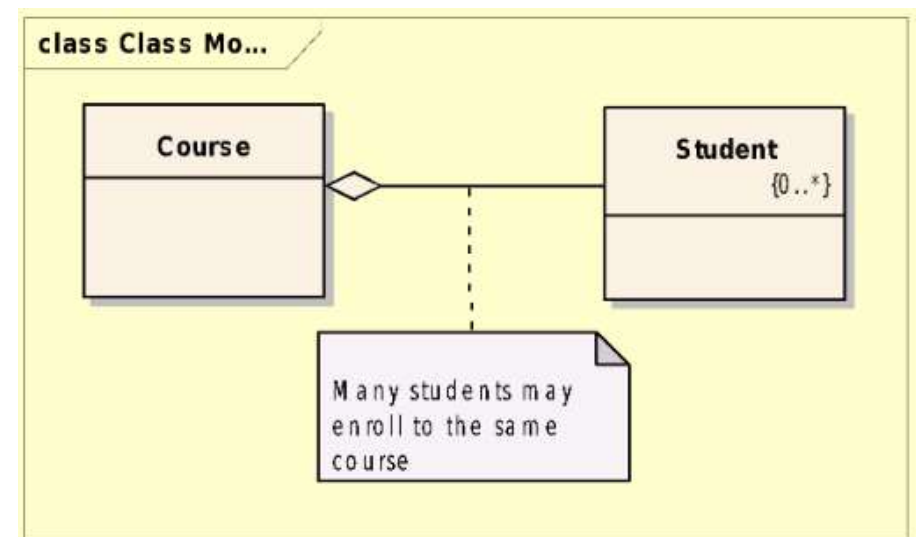 class Class Mo...
Course
Student
{0..*}
Many students may
enroll to the same
course